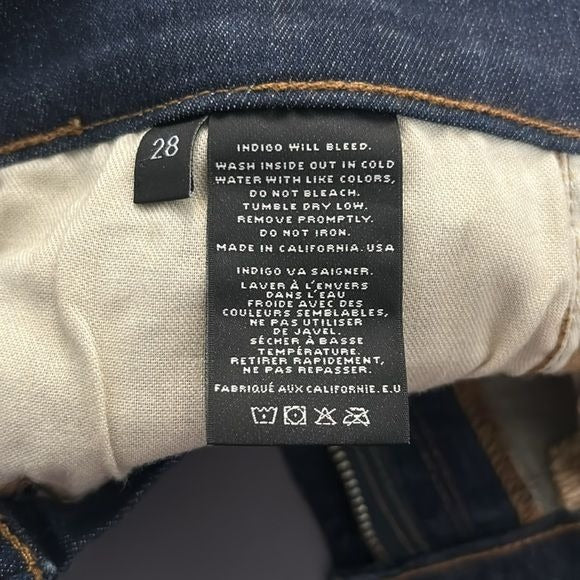 28
INDIGO WILL BLEED.
WASH INSIDE OUT IN COLD
WATER WITH LIKE COLORS,
DO NOT BLEACH.
TUMBLE DRY LOW.
REMOVE PROMPTLY.
DO NOT IRON.
MADE IN CALIFORNIA.USA
INDIGO VA SAIGNER.
LAVER À L'ENVERS
DANS L'EAU
FROIDE AVEC DES
COULEURS SEMBLABLES,
NE PAS UTILISER
DE JAVEL.
SÉCHER À BASSE
TEMPÉRATURE.
RETIRER RAPIDEMENT,
NE PAS REPASSER.
FABRIQUÉ AUX CALIFORNIE.E.U